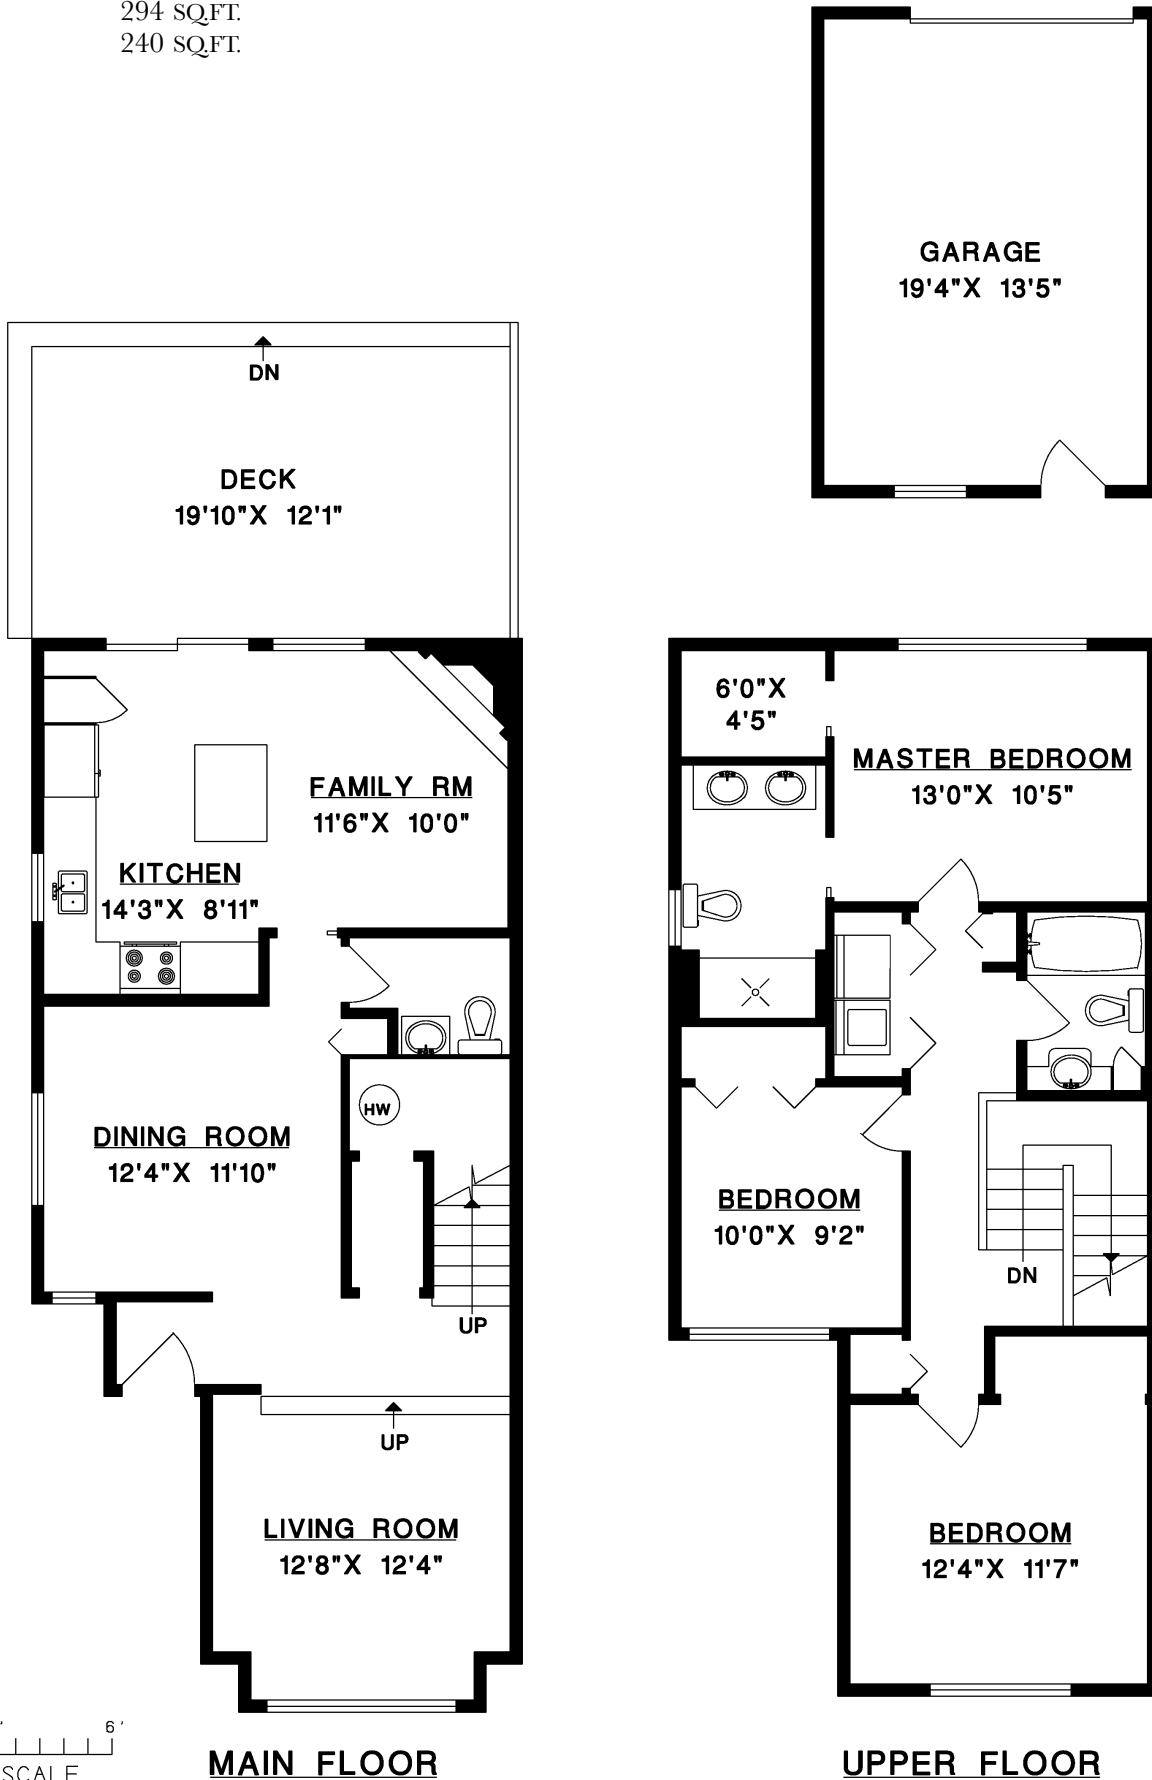 294 SQ.FT.
240 SQ.FT.
GARAGE
19'4"X 13'5"
DN
DECK
19'10"X 12'1"
6'0"X
4'5"
MASTER BEDROOM
13'0"X 10'5"
FAMILY RM
11'6"X 10'0"
KITCHEN
14'3"X 8'11"
HW
DINING ROOM
12'4"X 11'10"
BEDROOM
10'0"X 9'2"
DN
UP
UP
LIVING ROOM
12'8"X 12'4"
BEDROOM
12'4"X 11'7"
6'
SCALE
MAIN FLOOR
UPPER FLOOR